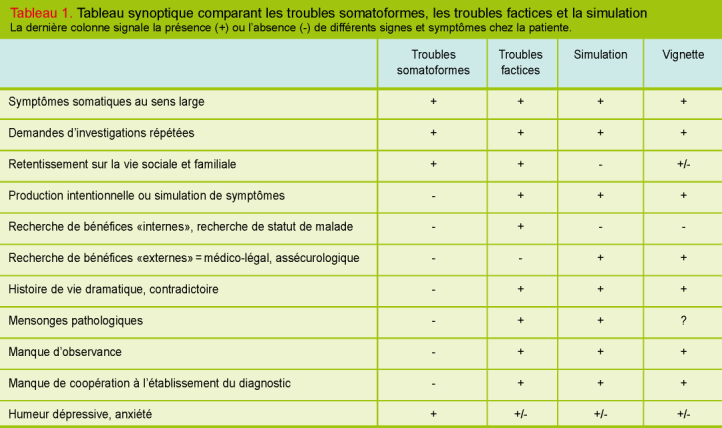 Tableau 1. Tableau synoptique comparant les troubles somatoformes, les troubles factices et la simulation
La dernière colonne signale la présence (+) ou l'absence (-) de différents signes et symptômes chez la patiente.
Troubles somatoformes Troubles factices Simulation Vignette
Symptômes somatiques au sens large + + + +
Demandes d'investigations répétées + + + +
Retentissement sur la vie sociale et familiale + + - +/-
Production intentionnelle ou simulation de symptômes - + + +
Recherche de bénéfices «internes», recherche de statut de malade - + - -
Recherche de bénéfices «externes» = médico-légal, assécurologique - - + +
Histoire de vie dramatique, contradictoire - + + +
Mensonges pathologiques - + + ?
Manque d'observance - + + +
Manque de coopération à l'établissement du diagnostic - + + +
Humeur dépressive, anxiété + +/- +/- +/-